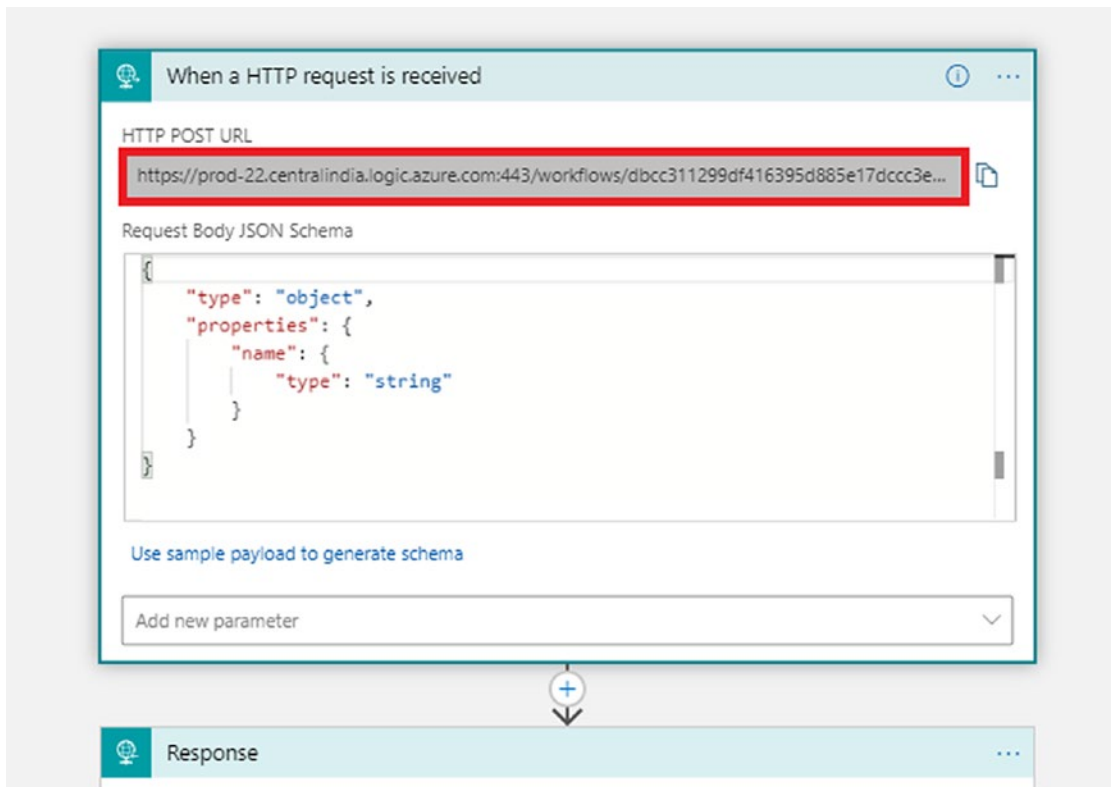 When a HTTP request is received
HTTP POST URL
https://prod-22.centralindia.logic.azure.com:443/workflows/dbcc311299df416395d885e17dccc3e...
Request Body JSON Schema
{
"type": "object",
"properties": {
"name": {
"type": "string"
}
}
}
Use sample payload to generate schema
Add new parameter
Response